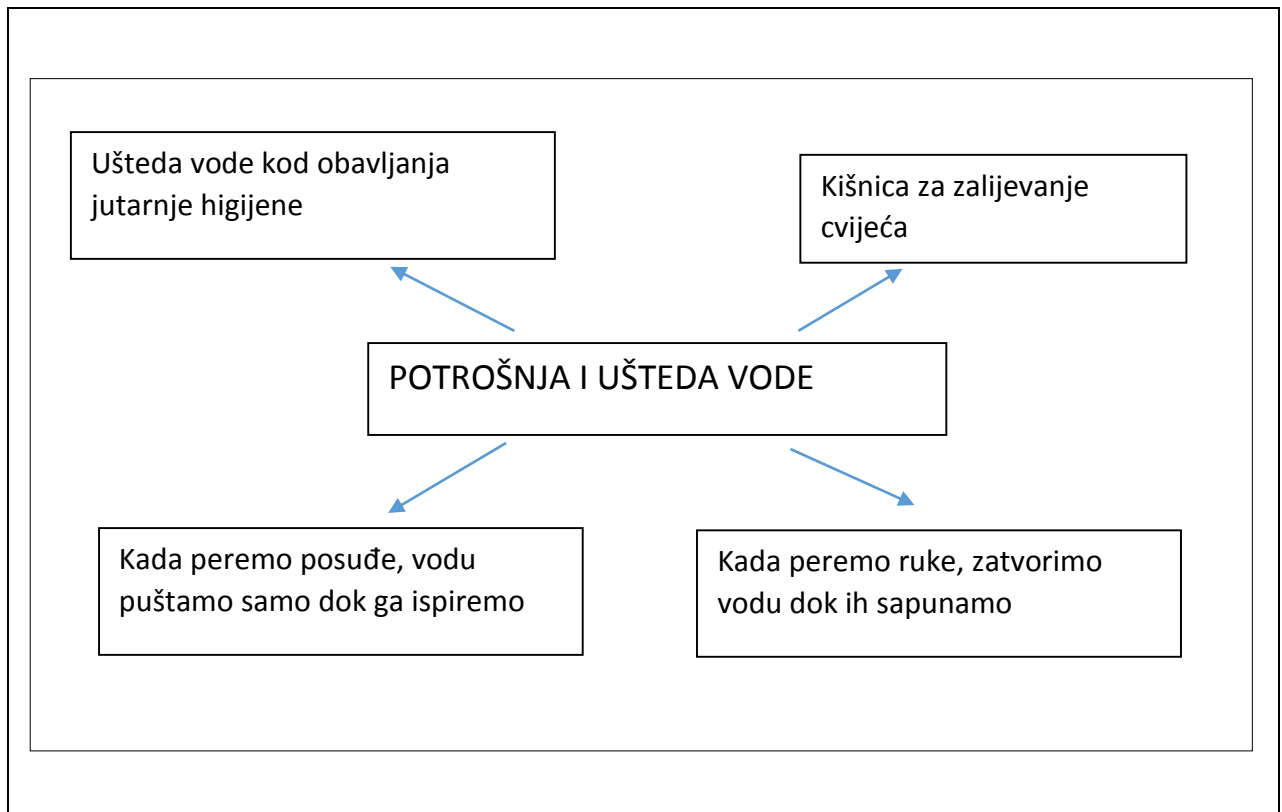 Ušteda vode kod obavljanja
jutarnje higijene
Kišnica za zalijevanje
cvijeća
POTROŠNJA I UŠTEDA VODE
Kada peremo posuđe, vodu
puštamo samo dok ga ispiremo
Kada peremo ruke, zatvorimo
vodu dok ih sapunamo